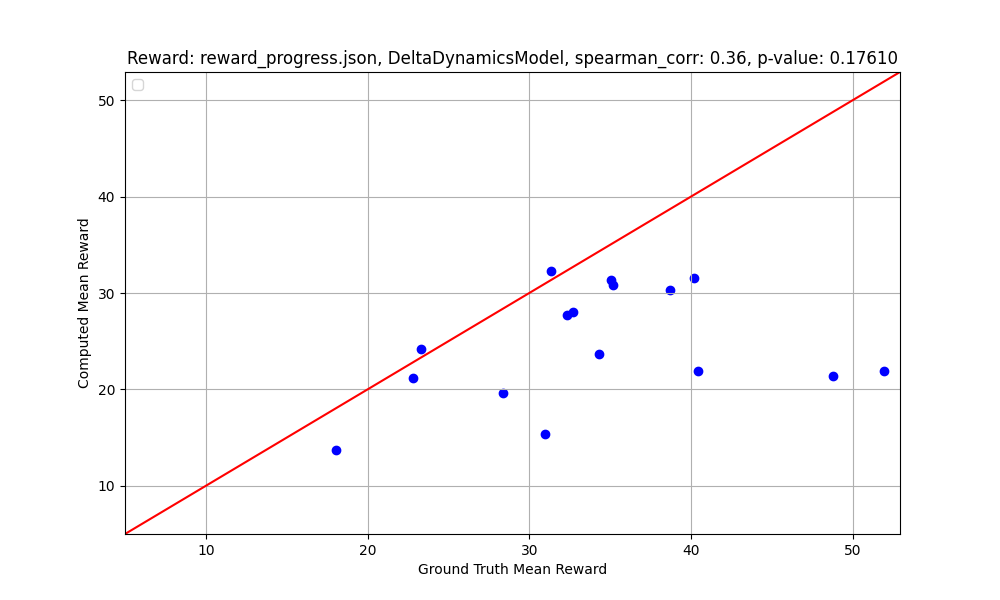 Reward: reward_progress.json, DeltaDynamicsModel, spearman_corr: 0.36, p-value: 0.17610
50
40
30
20
10
Computed Mean Reward
10 20 30 40 50
Ground Truth Mean Reward